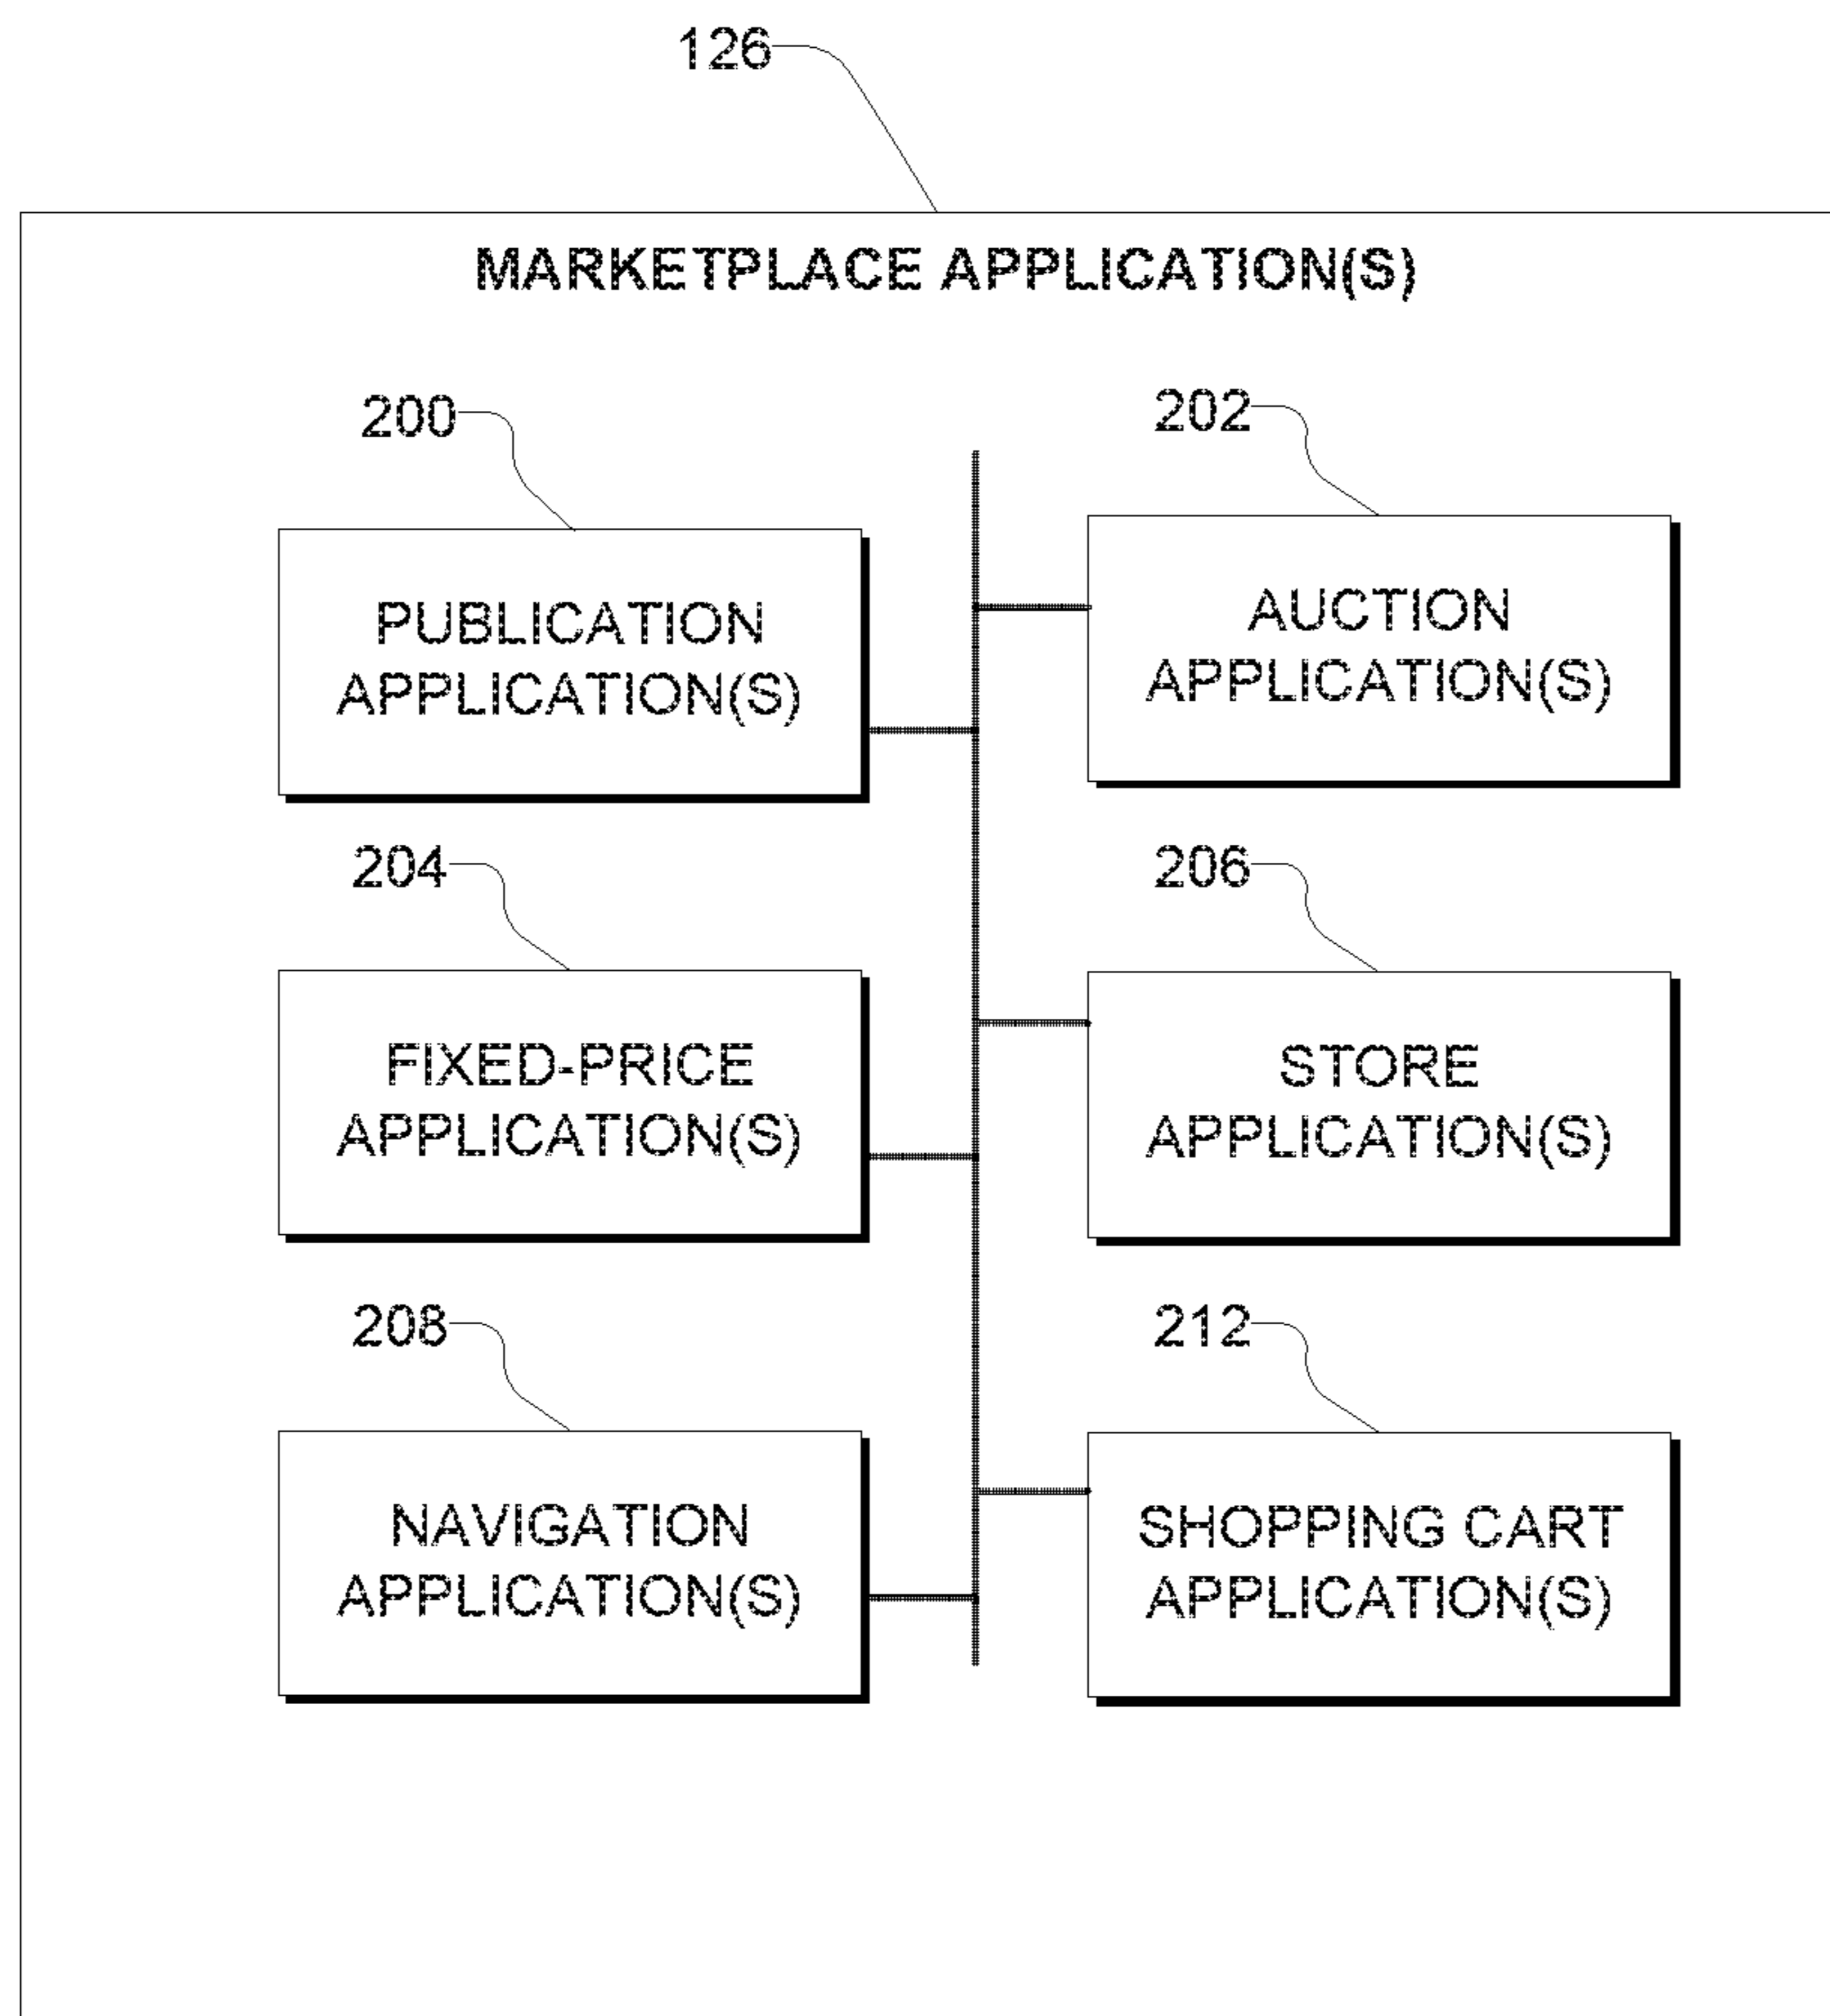 126
MARKETPLACE APPLICATION(S)
200
202
PUBLICATION
APPLICATION(S)
AUCTION
APPLICATION(S)
204
206
FIXED-PRICE
APPLICATION(S)
STORE
APPLICATION(S)
208
212
NAVIGATION
APPLICATION(S)
SHOPPING CART
APPLICATION(S)